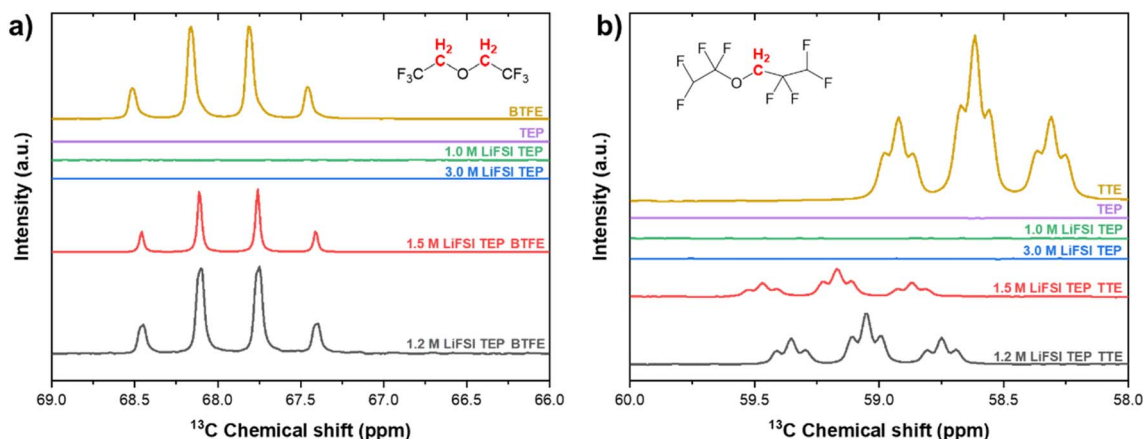 a)
H₂ H₂
C C
F₃C O CF₃
BTFE
TEP
1.0 M LiFSI TEP
3.0 M LiFSI TEP
1.5 M LiFSI TEP BTFE
1.2 M LiFSI TEP BTFE
Intensity (a.u.)
69.0 68.5 68.0 67.5 67.0 66.5 66.0
¹³C Chemical shift (ppm)
b)
F F H₂ F
F C F
F O F F
TTE
TEP
1.0 M LiFSI TEP
3.0 M LiFSI TEP
1.5 M LiFSI TEP TTE
1.2 M LiFSI TEP TTE
Intensity (a.u.)
60.0 59.5 59.0 58.5 58.0
¹³C Chemical shift (ppm)